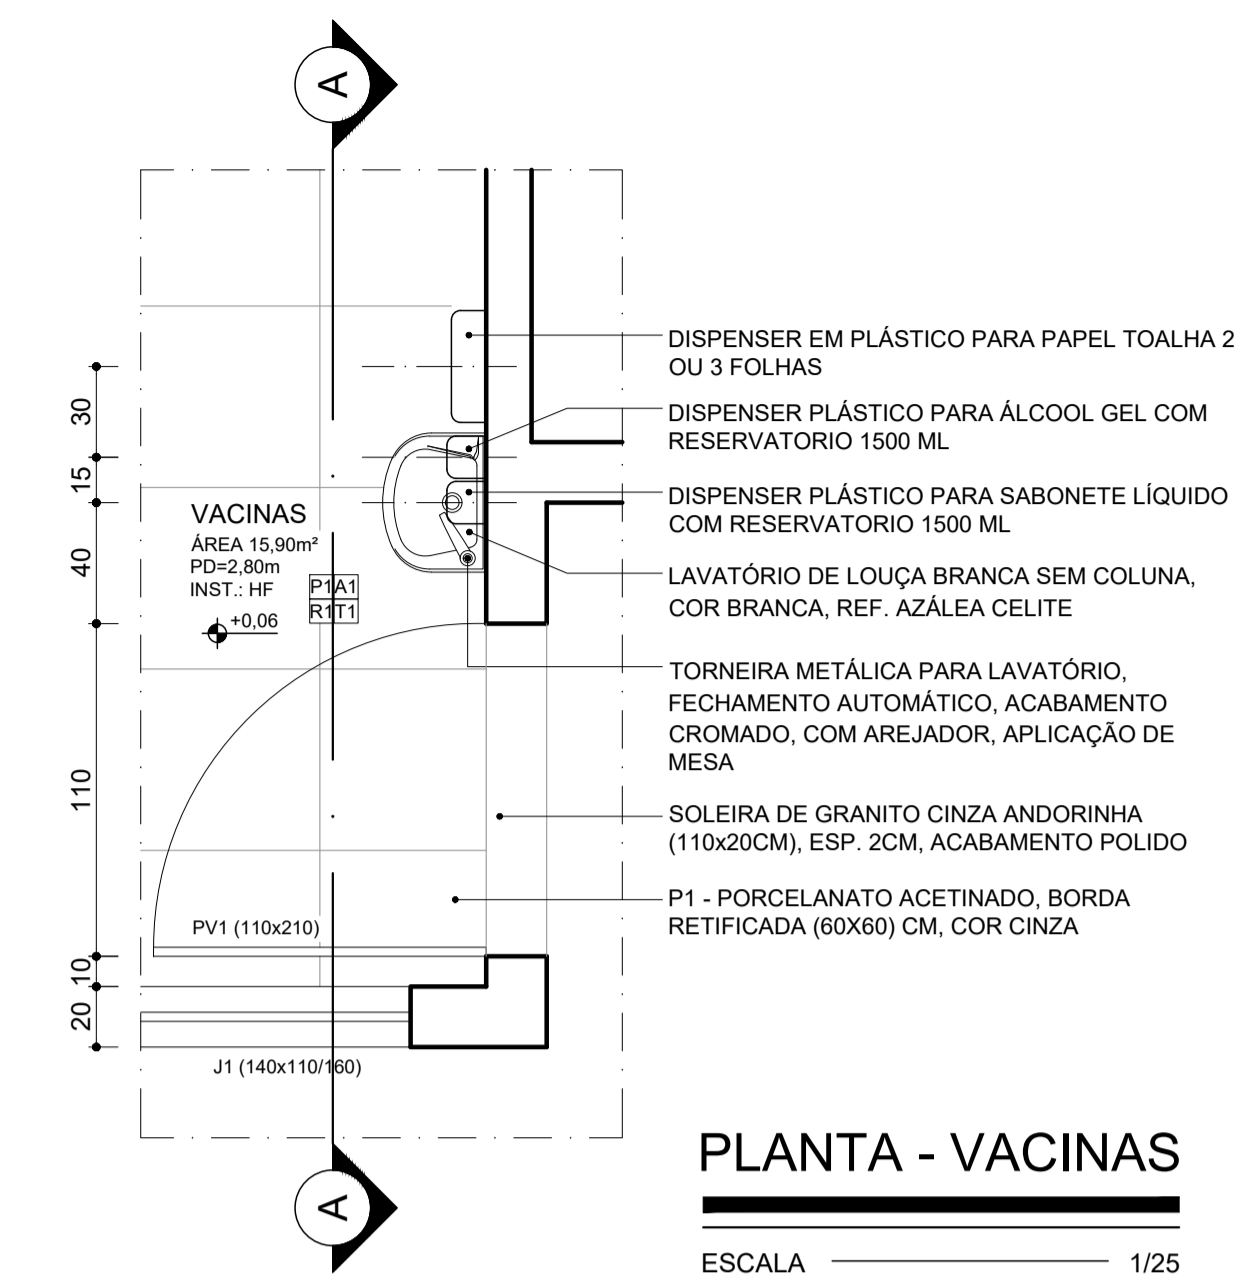 A
DISPENSER EM PLÁSTICO PARA PAPEL TOALHA 2
OU 3 FOLHAS
DISPENSER PLÁSTICO PARA ÁLCOOL GEL COM
RESERVATORIO 1500 ML
DISPENSER PLÁSTICO PARA SABONETE LÍQUIDO
COM RESERVATORIO 1500 ML
LAVATÓRIO DE LOUÇA BRANCA SEM COLUNA,
COR BRANCA, REF. AZÁLEA CELITE
TORNEIRA METÁLICA PARA LAVATÓRIO,
FECHAMENTO AUTOMÁTICO, ACABAMENTO
CROMADO, COM AREJADOR, APLICAÇÃO DE
MESA
SOLEIRA DE GRANITO CINZA ANDORINHA
(110x20CM), ESP. 2CM, ACABAMENTO POLIDO
P1 - PORCELANATO ACETINADO, BORDA
RETIFICADA (60X60) CM, COR CINZA
30
15
40
110
10
20
VACINAS
ÁREA 15,90m²
PD=2,80m
INST.: HF
+0,06
P1 A1
R1 T1
PV1 (110x210)
J1 (140x110/160)
A
PLANTA - VACINAS
ESCALA 1/25